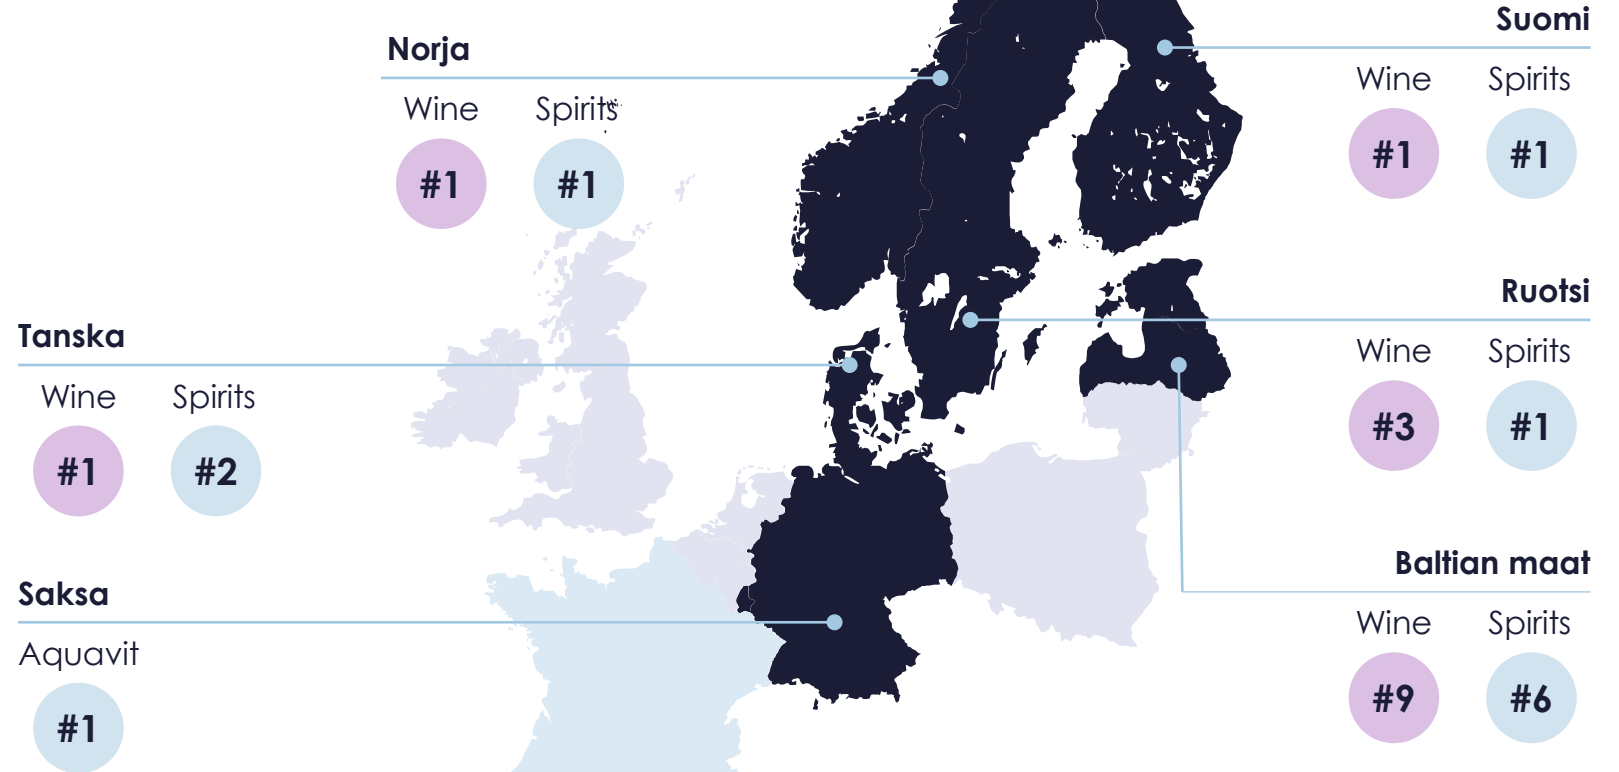 Norja
Wine Spirits
#1 #1
Tanska
Wine Spirits
#1 #2
Saksa
Aquavit
#1
Suomi
Wine Spirits
#1 #1
Ruotsi
Wine Spirits
#3 #1
Baltian maat
Wine Spirits
#9 #6